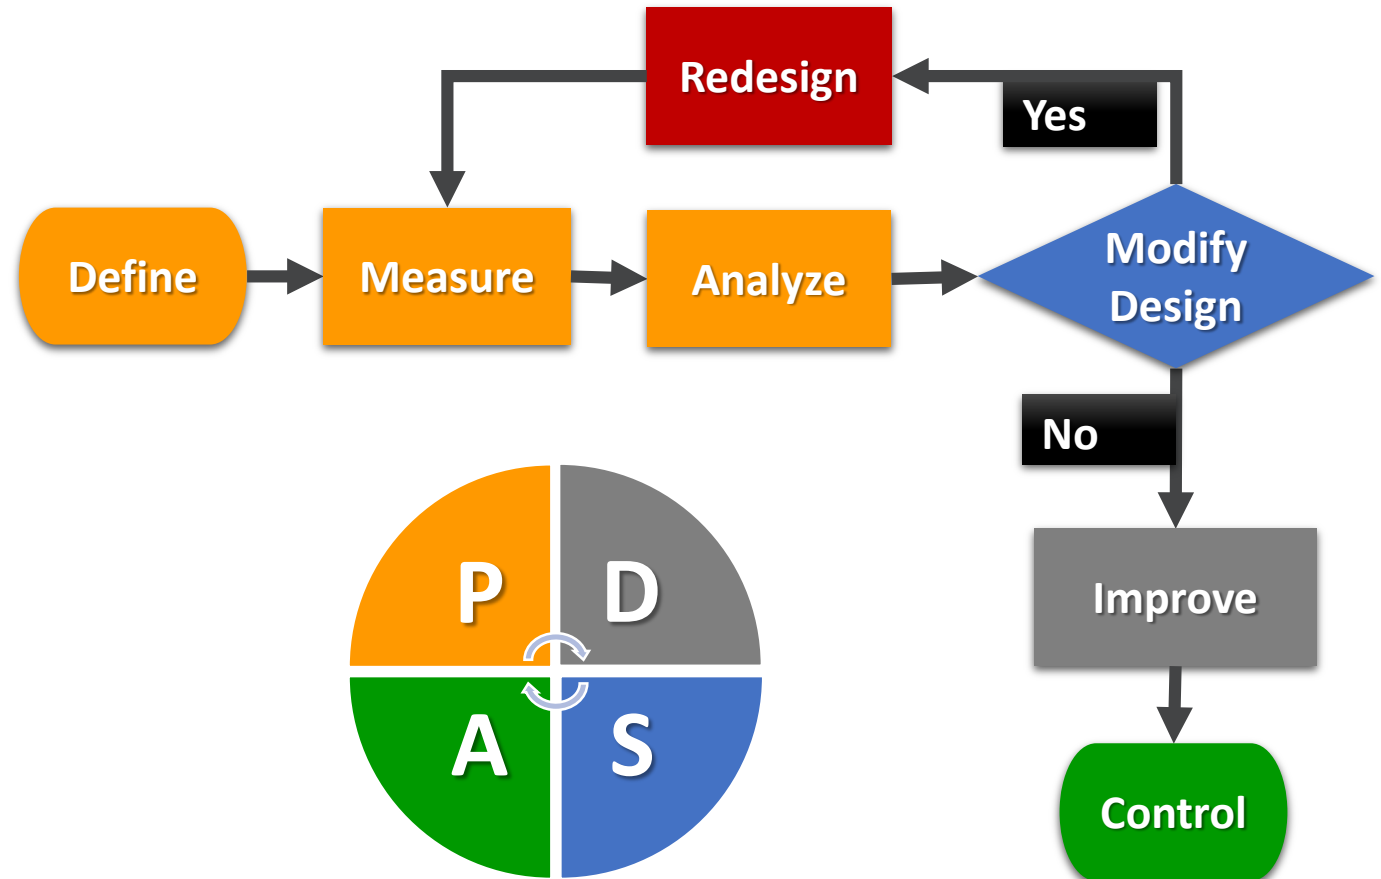 Redesign
Yes
Define
Measure
Analyze
Modify
Design
No
P
D
A
S
Improve
Control